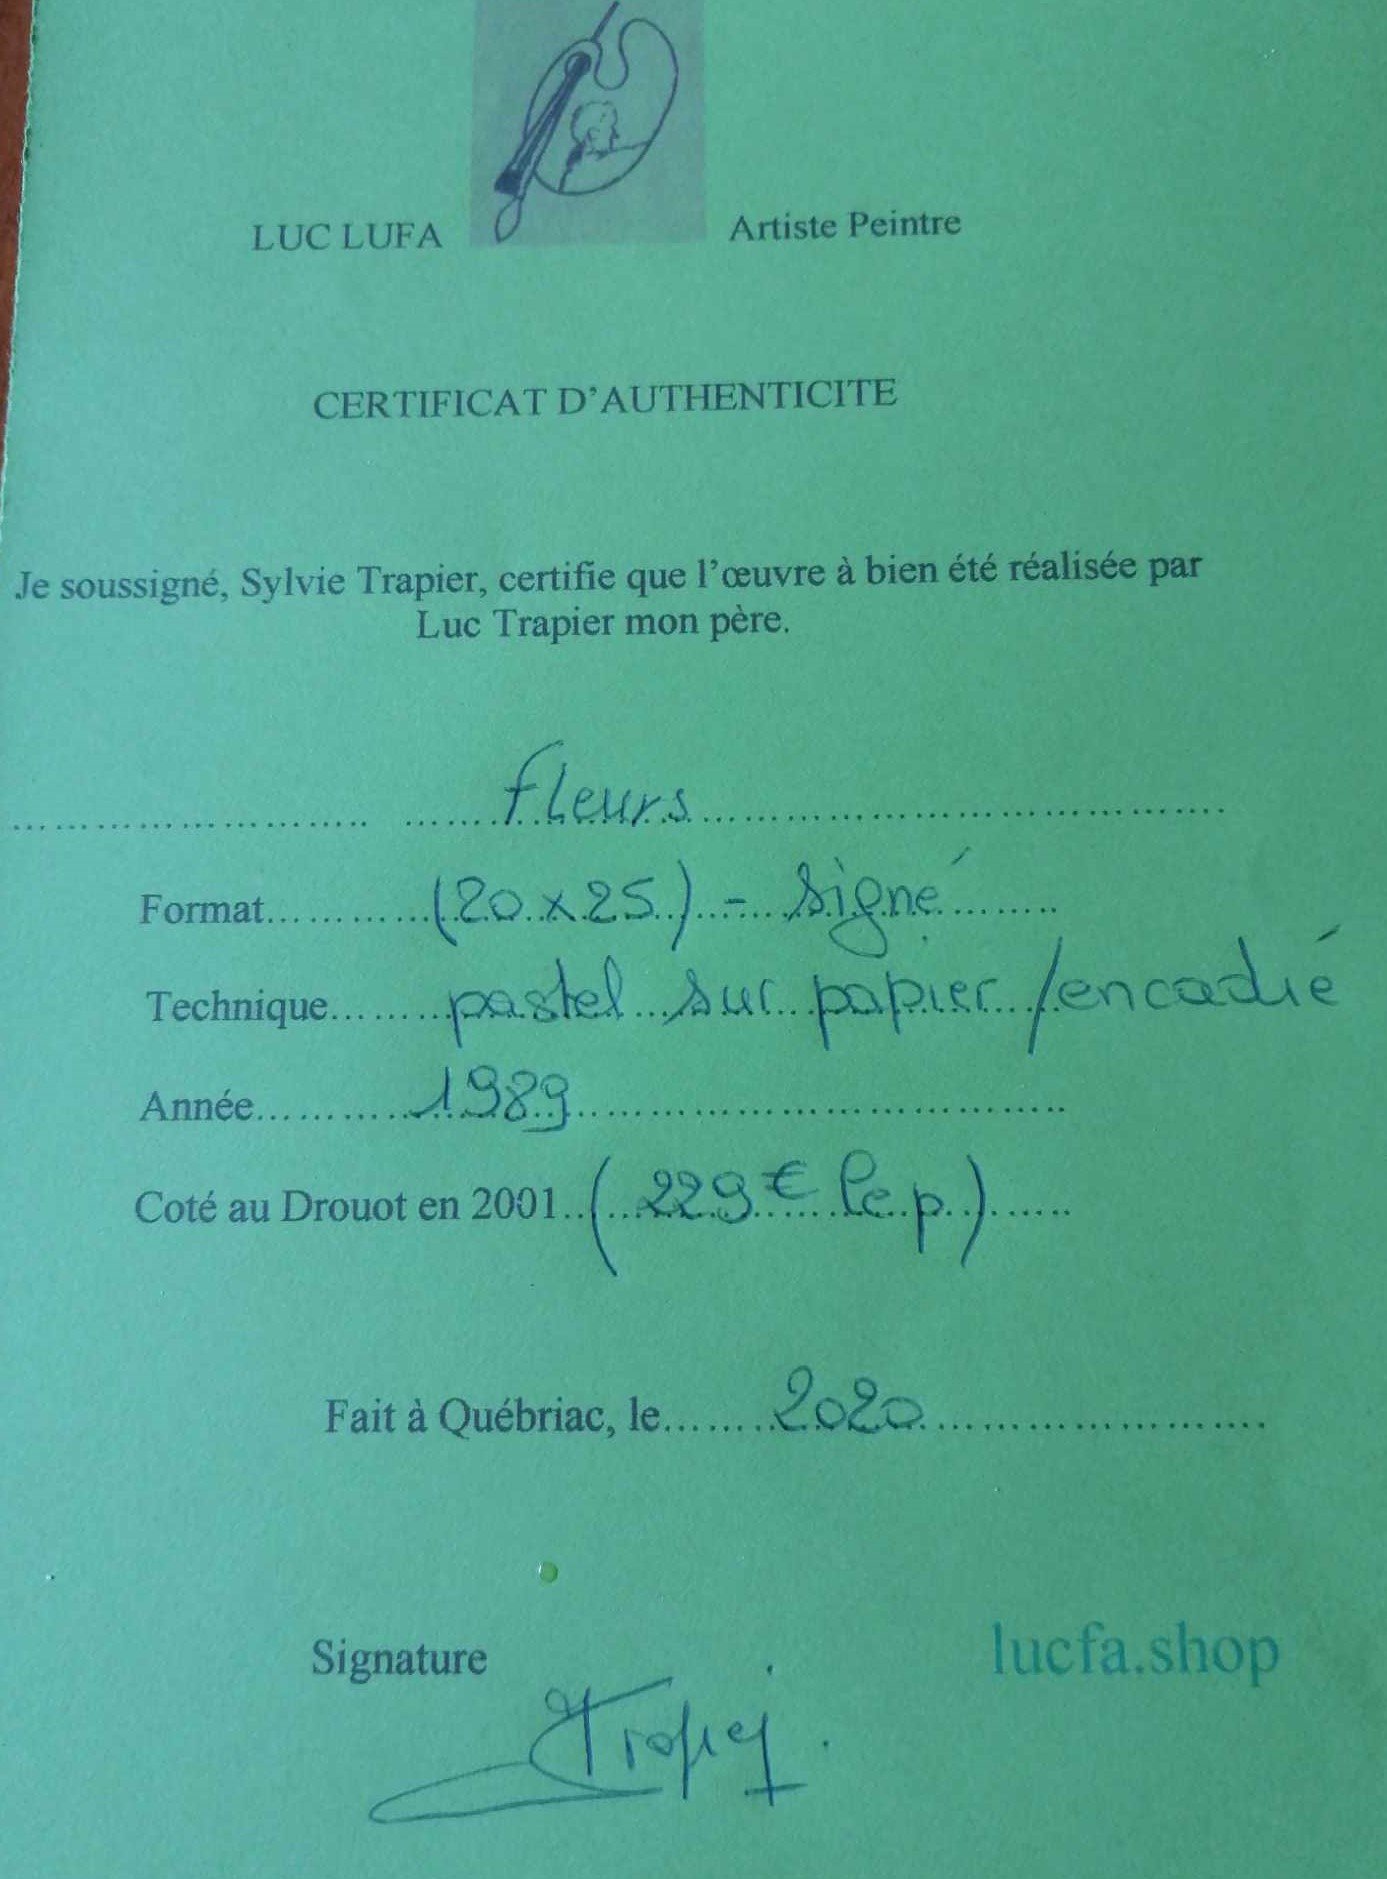 LUC LUFA Artiste Peintre
CERTIFICAT D'AUTHENTICITE
Je soussigné, Sylvie Trapier, certifie que l'œuvre à bien été réalisée par
Luc Trapier mon père.
.......................... .......fleurs.......................................
Format............(20 x 25) - signé.........
Technique.........pastel sur papier /encadré
Année...........1989...................................
Coté au Drouot en 2001..(...229 € le p.)......
Fait à Québriac, le........2020.........................
Signature lucfa.shop